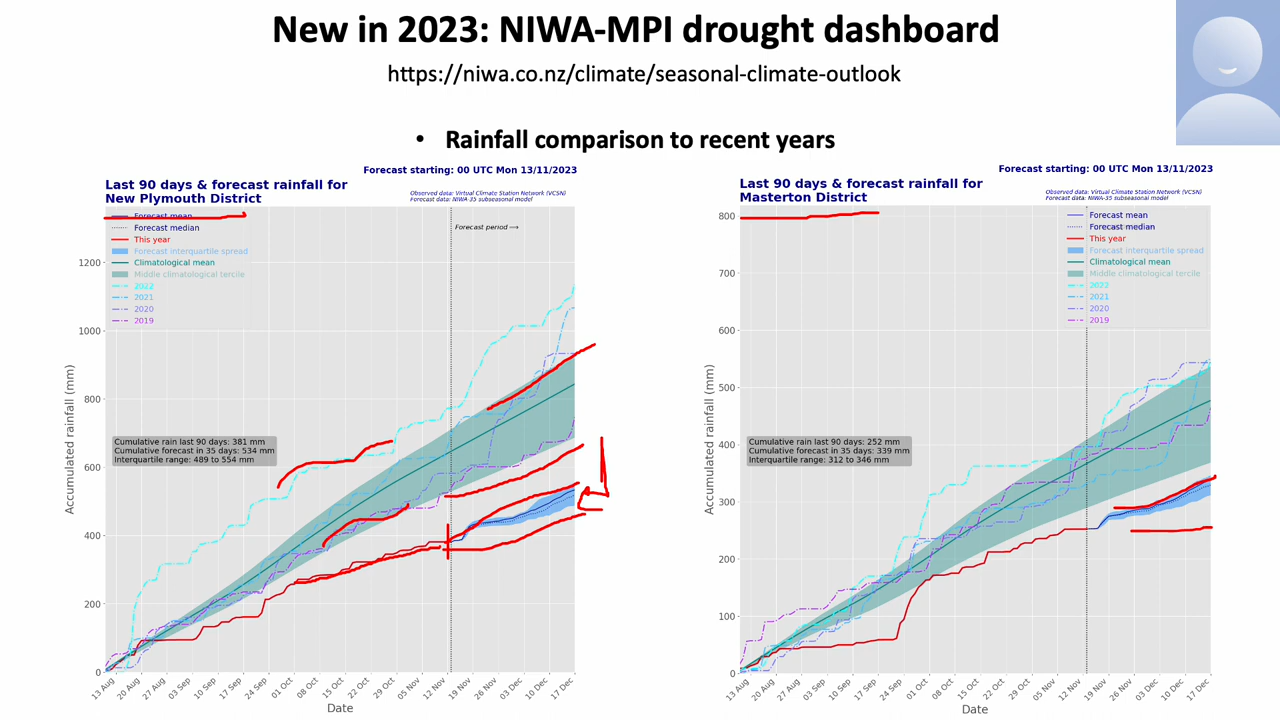 New in 2023: NIWA-MPI drought dashboard
https://niwa.co.nz/climate/seasonal-climate-outlook
• Rainfall comparison to recent years
Forecast starting: 00 UTC Mon 13/11/2023
Last 90 days & forecast rainfall for
New Plymouth District
Observed data: Virtual Climate Station Network (VCSN)
Forecast data: NIWA-35 subseasonal model
Forecast mean
Forecast median
This year
Forecast interquartile spread
Climatological mean
Middle climatological tercile
2022
2021
2020
2019
Forecast period
Cumulative rain last 90 days: 381 mm
Cumulative forecast in 35 days: 534 mm
Interquartile range: 489 to 554 mm
Accumulated rainfall (mm)
1200
1000
800
600
400
200
0
13 Aug
20 Aug
27 Aug
03 Sep
10 Sep
17 Sep
24 Sep
01 Oct
08 Oct
15 Oct
22 Oct
29 Oct
05 Nov
12 Nov
19 Nov
26 Nov
03 Dec
10 Dec
17 Dec
Date
Forecast starting: 00 UTC Mon 13/11/2023
Last 90 days & forecast rainfall for
Masterton District
Observed data: Virtual Climate Station Network (VCSN)
Forecast data: NIWA-35 subseasonal model
Forecast mean
Forecast median
This year
Forecast interquartile spread
Climatological mean
Middle climatological tercile
2022
2021
2020
2019
Cumulative rain last 90 days: 252 mm
Cumulative forecast in 35 days: 339 mm
Interquartile range: 312 to 346 mm
Accumulated rainfall (mm)
800
700
600
500
400
300
200
100
0
13 Aug
20 Aug
27 Aug
03 Sep
10 Sep
17 Sep
24 Sep
01 Oct
08 Oct
15 Oct
22 Oct
29 Oct
05 Nov
12 Nov
19 Nov
26 Nov
03 Dec
10 Dec
17 Dec
Date